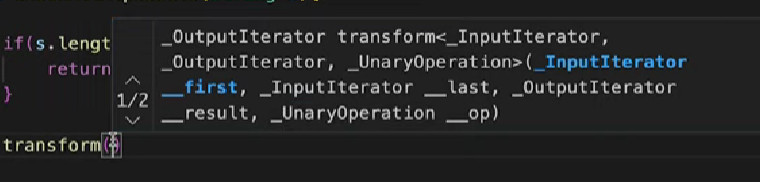 if(s.lengt
return
}
transform()
_OutputIterator transform<_InputIterator,
_OutputIterator, _UnaryOperation>(_InputIterator
__first, _InputIterator __last, _OutputIterator
__result, _UnaryOperation __op)
1/2